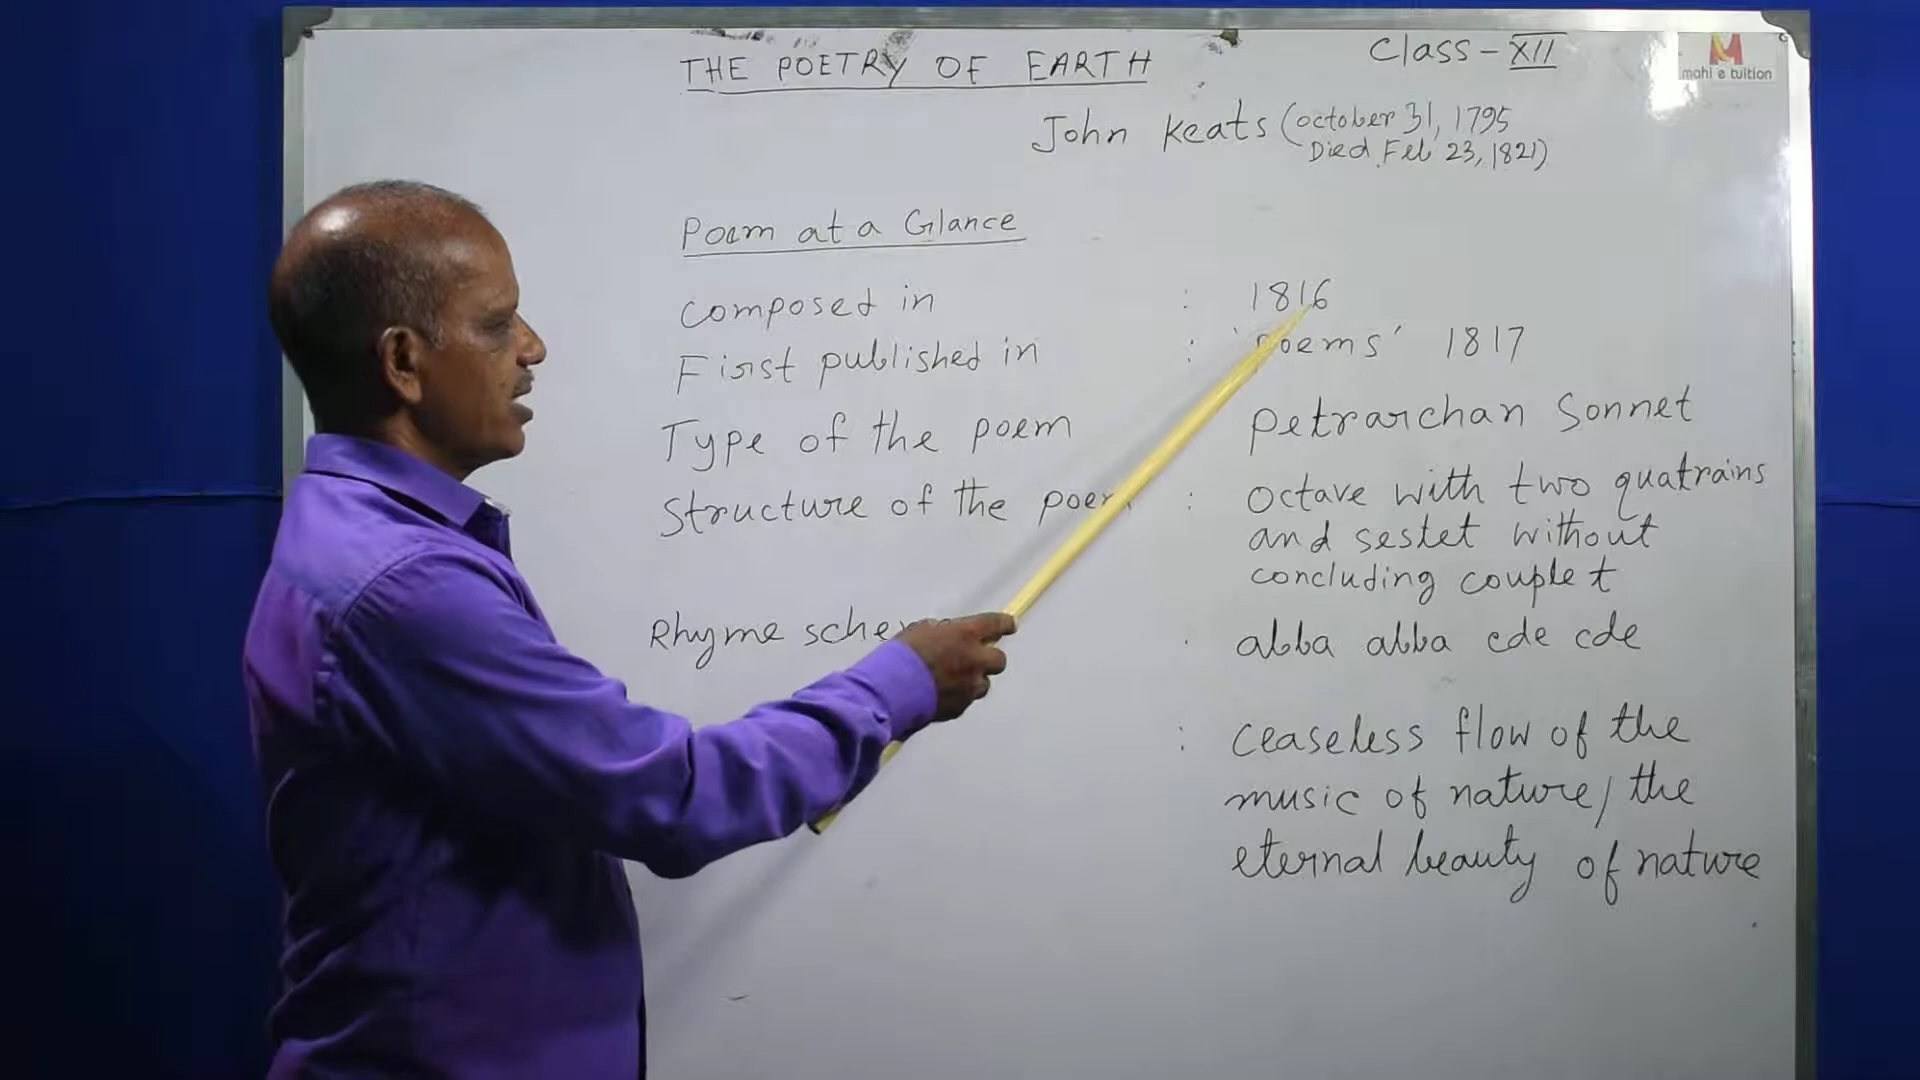 THE POETRY OF EARTH
Class - XII
mahi e tuition
John Keats (October 31, 1795
Died Feb 23, 1821)
Poem at a Glance
Composed in : 1816
First published in : 'Poems' 1817
Type of the poem Petrarchan Sonnet
Structure of the poem : Octave with two quatrains
and sestet without
concluding couplet
Rhyme : abba abba cde cde
: Ceaseless flow of the
music of nature / the
eternal beauty of nature